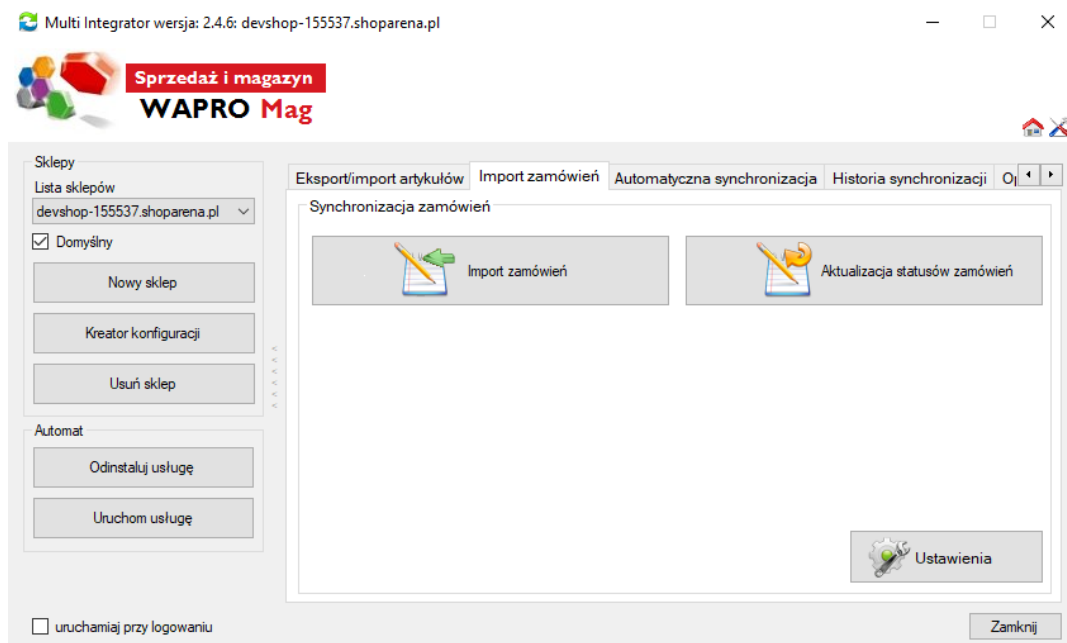 Multi Integrator wersja: 2.4.6: devshop-155537.shoparena.pl
Sprzedaż i magazyn
WAPRO Mag
Sklepy
Lista sklepów
devshop-155537.shoparena.pl
Domyślny
Nowy sklep
Kreator konfiguracji
Usuń sklep
Automat
Odinstaluj usługę
Uruchom usługę
uruchamiaj przy logowaniu
Eksport/import artykułów Import zamówień Automatyczna synchronizacja Historia synchronizacji
Synchronizacja zamówień
Import zamówień Aktualizacja statusów zamówień
Ustawienia
Zamknij